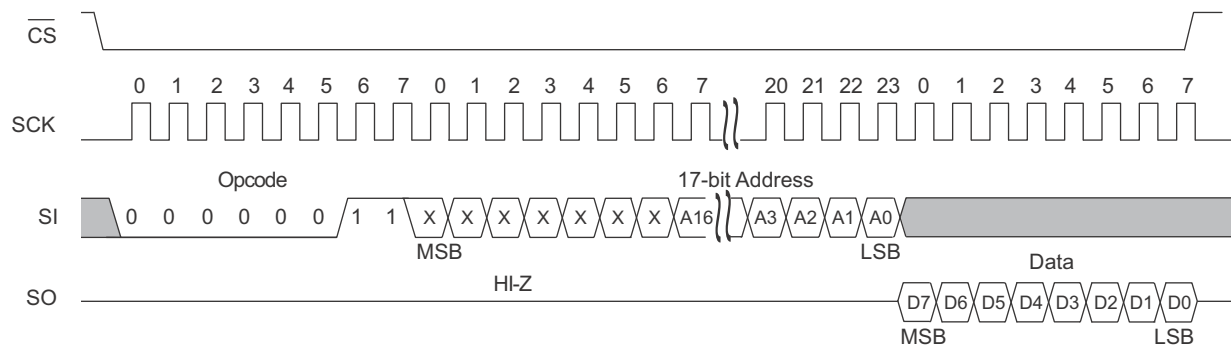 CS
0 1 2 3 4 5 6 7 0 1 2 3 4 5 6 7 20 21 22 23 0 1 2 3 4 5 6 7
SCK
Opcode 17-bit Address
SI 0 0 0 0 0 0 1 1 X X X X X X X A16 A3 A2 A1 A0
MSB LSB Data
HI-Z
SO D7 D6 D5 D4 D3 D2 D1 D0
MSB LSB